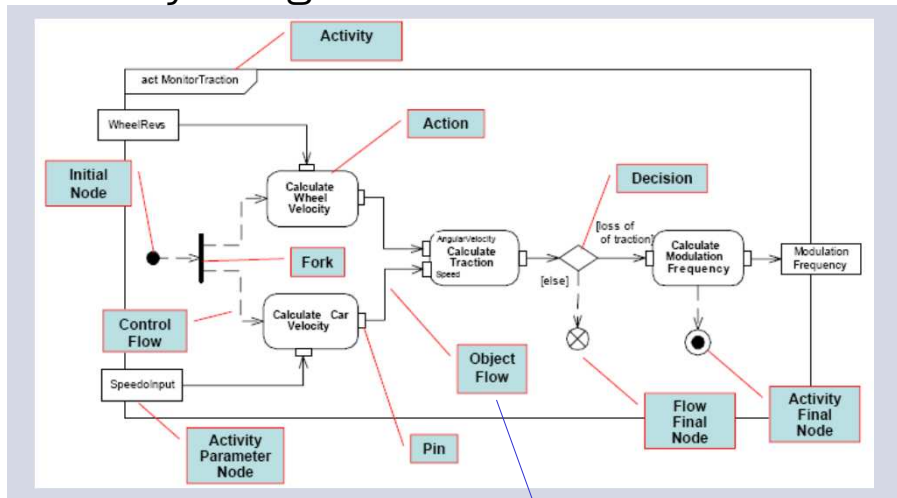 Activity
act MonitorTraction
WheelRevs
Action
Initial
Node
Calculate
Wheel
Velocity
Decision
[loss of
of traction]
AngularVelocity
Calculate
Traction
Speed
Calculate
Modulation
Frequency
Modulation
Frequency
Fork
[else]
Calculate Car
Velocity
Control
Flow
Object
Flow
SpeedoInput
Flow
Final
Node
Activity
Final
Node
Activity
Parameter
Node
Pin